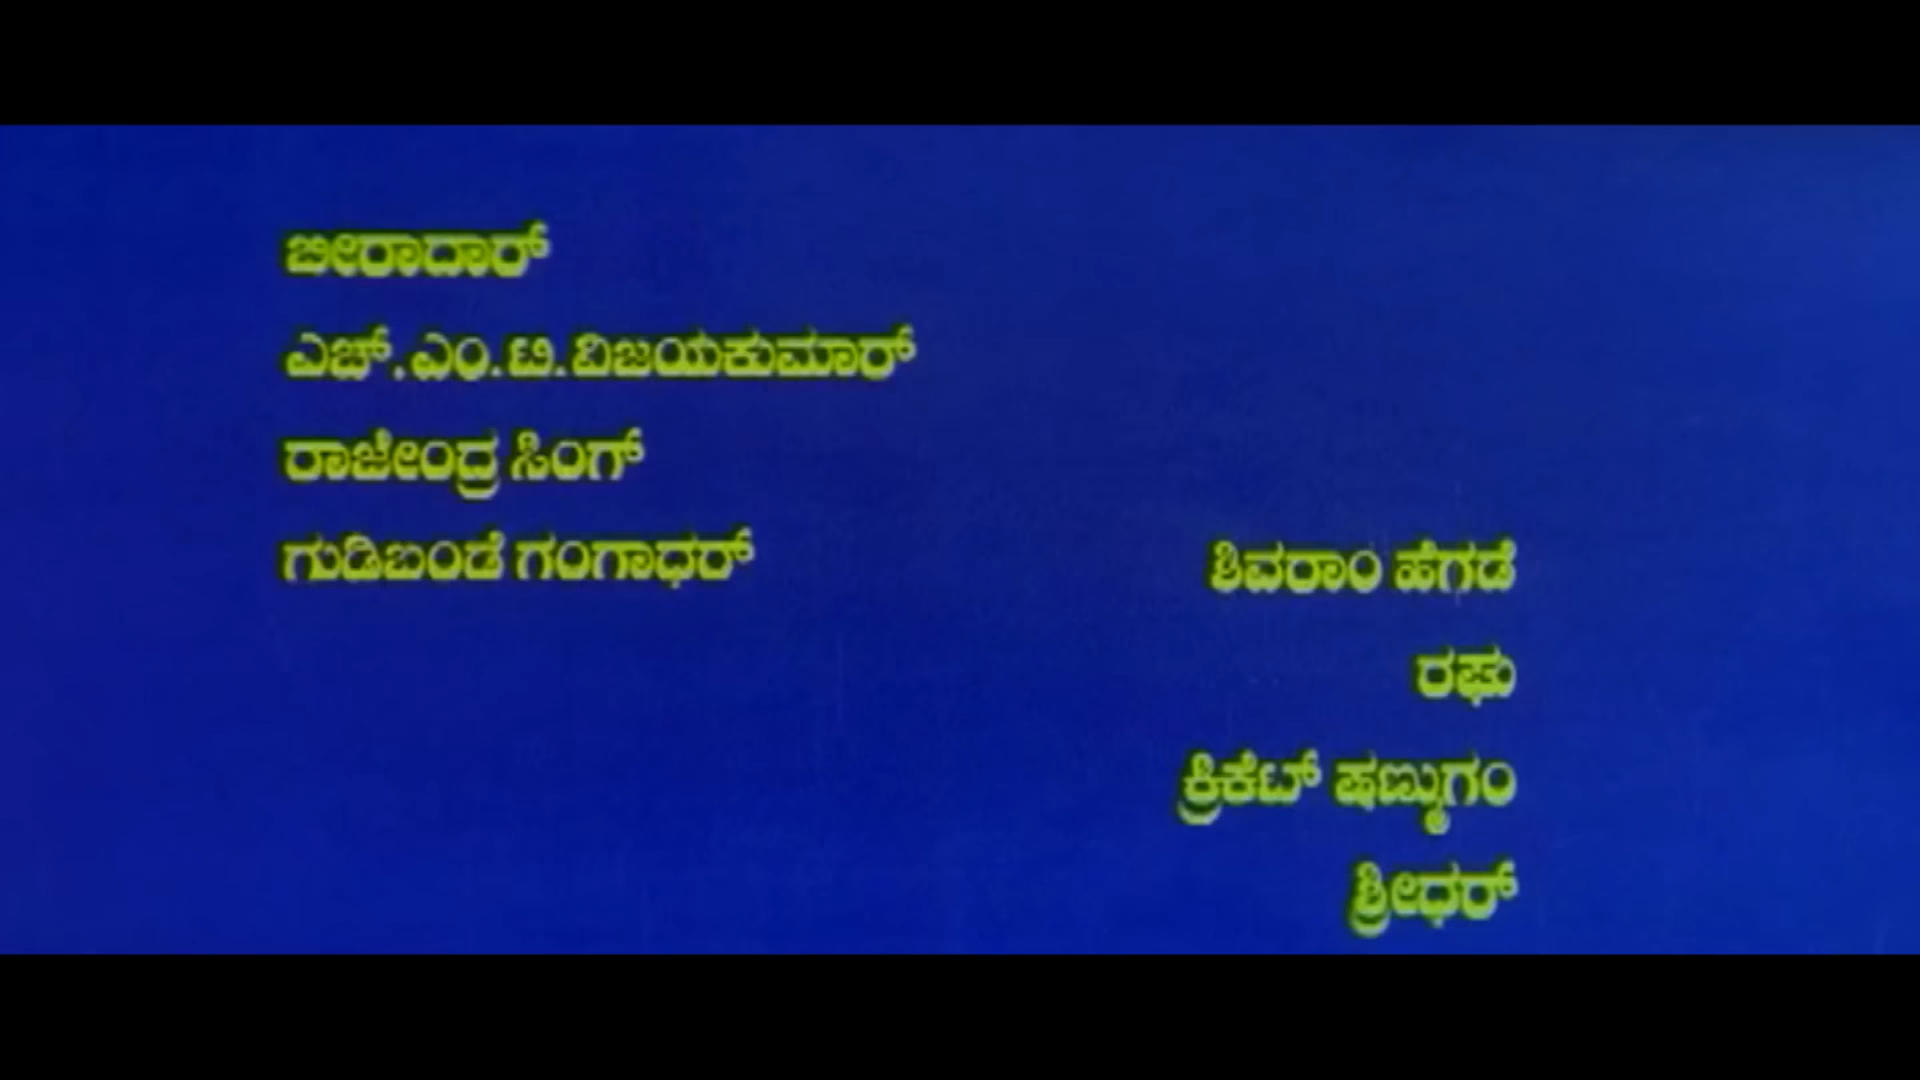 ಬೀರಾದಾರ್
ಎಚ್.ಎಂ.ಟಿ.ವಿಜಯಕುಮಾರ್
ರಾಜೇಂದ್ರ ಸಿಂಗ್
ಗುಡಿಬಂಡೆ ಗಂಗಾಧರ್
ಶಿವರಾಂ ಹೆಗಡೆ
ರಘು
ಕ್ರಿಕೆಟ್ ಷಣ್ಮುಗಂ
ಶ್ರೀಧರ್